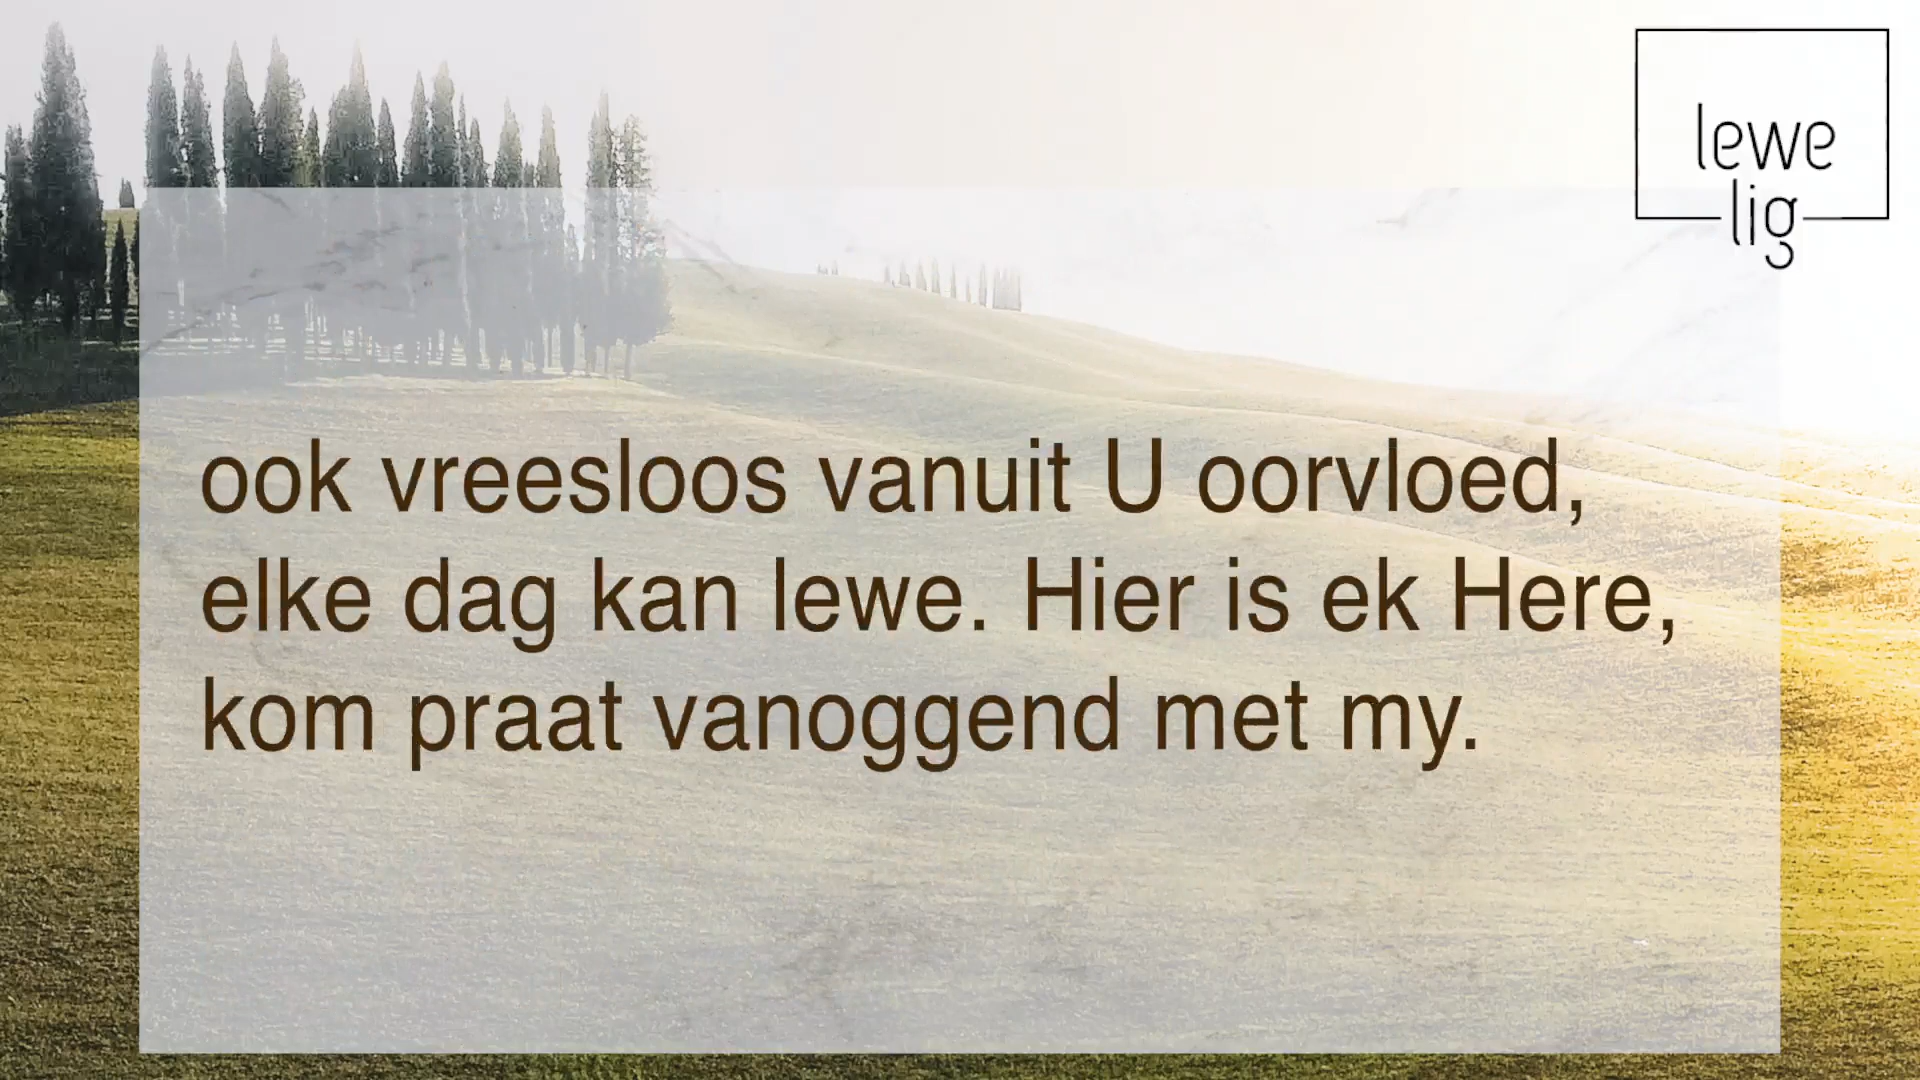 lewe
lig
ook vreesloos vanuit U oorvloed,
elke dag kan lewe. Hier is ek Here,
kom praat vanoggend met my.